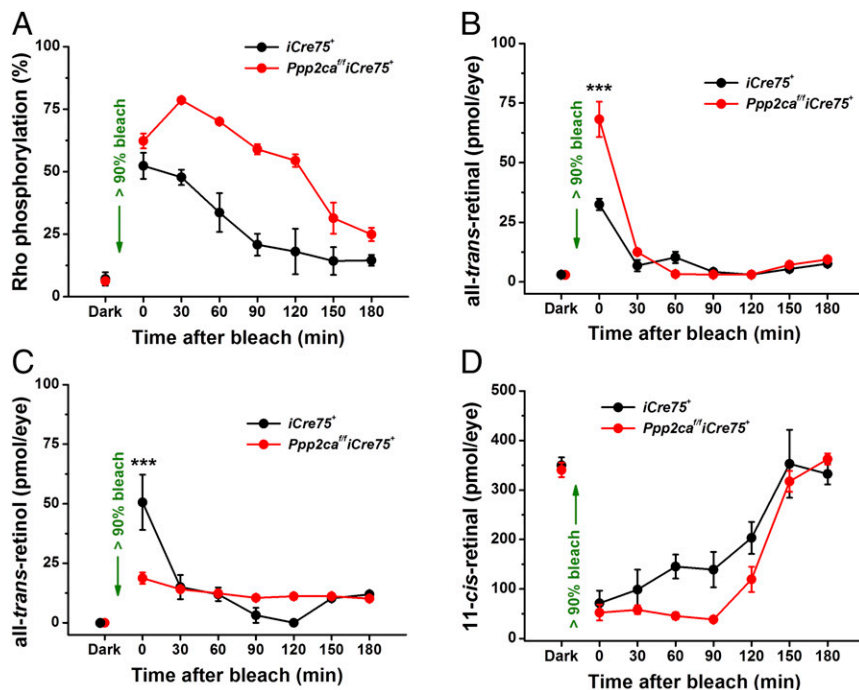 A
Rho phosphorylation (%)
100
75
50
25
0
> 90% bleach
iCre75+
Ppp2caf/fiCre75+
Dark 0 30 60 90 120 150 180
Time after bleach (min)
B
all-trans-retinal (pmol/eye)
100
75
50
25
0
> 90% bleach
***
iCre75+
Ppp2caf/fiCre75+
Dark 0 30 60 90 120 150 180
Time after bleach (min)
C
all-trans-retinol (pmol/eye)
100
75
50
25
0
> 90% bleach
***
iCre75+
Ppp2caf/fiCre75+
Dark 0 30 60 90 120 150 180
Time after bleach (min)
D
11-cis-retinal (pmol/eye)
500
400
300
200
100
0
> 90% bleach
iCre75+
Ppp2caf/fiCre75+
Dark 0 30 60 90 120 150 180
Time after bleach (min)